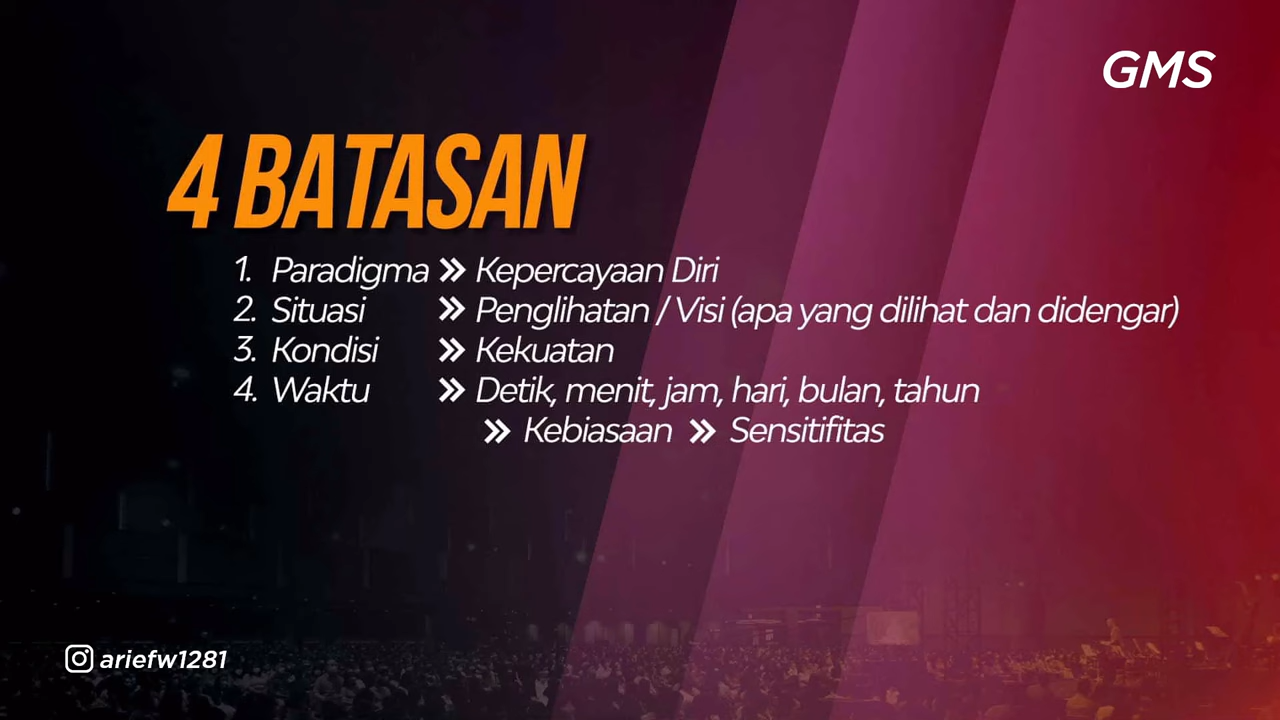 GMS
4 BATASAN
1. Paradigma » Kepercayaan Diri
2. Situasi » Penglihatan / Visi (apa yang dilihat dan didengar)
3. Kondisi » Kekuatan
4. Waktu » Detik, menit, jam, hari, bulan, tahun
» Kebiasaan » Sensitifitas
ariefw1281